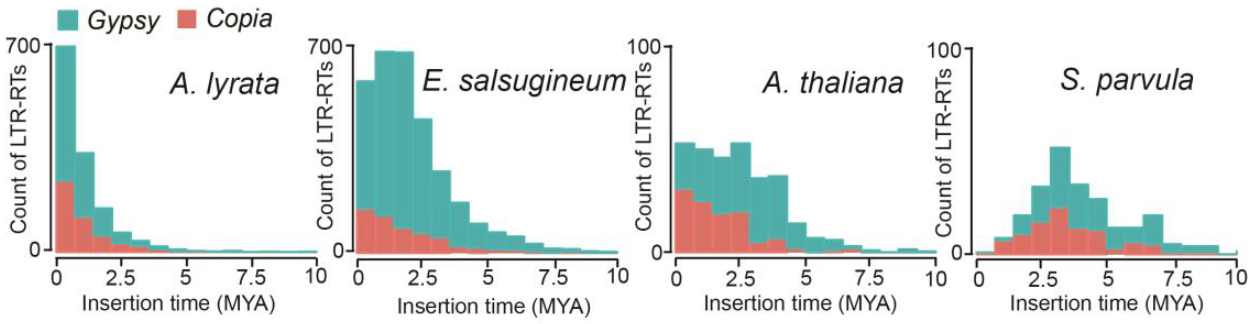 Gypsy Copia
700
0
Count of LTR-RTs
A. lyrata
0 2.5 5 7.5 10
Insertion time (MYA)
700
0
Count of LTR-RTs
E. salsugineum
0 2.5 5 7.5 10
Insertion time (MYA)
100
0
Count of LTR-RTs
A. thaliana
0 2.5 5 7.5 10
Insertion time (MYA)
100
0
Count of LTR-RTs
S. parvula
0 2.5 5 7.5 10
Insertion time (MYA)